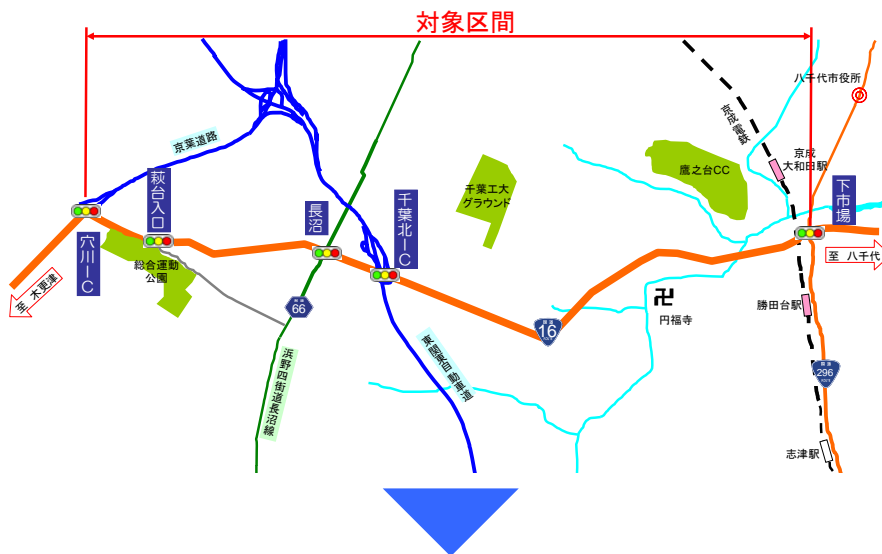 対象区間
八千代市役所
京成電鉄
京葉道路
京成
大和田駅
鷹之台CC
千葉工大
グラウンド
萩台入口
長沼
千葉北IC
下市場
穴川IC
総合運動
公園
至 木更津
至 八千代
66
16
円福寺
勝田台駅
浜野四街道長沼線
東関東自動車道
296
志津駅